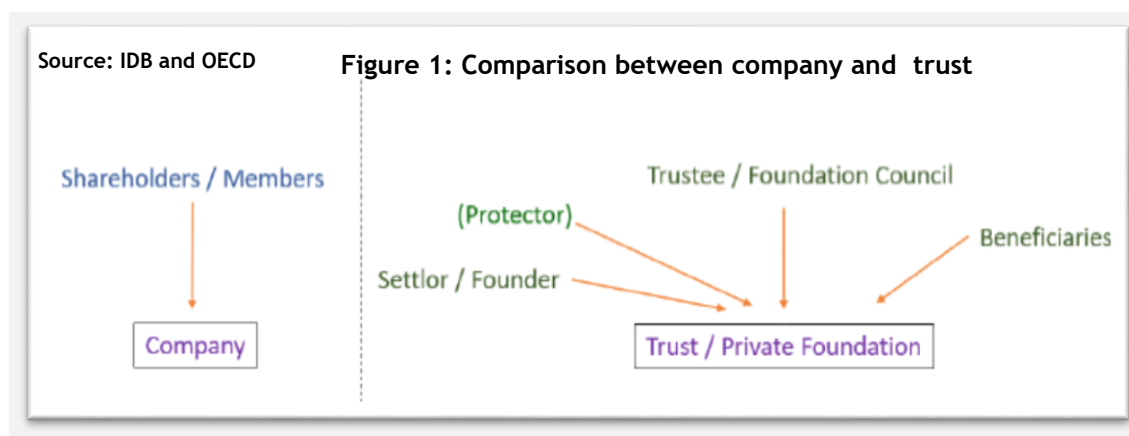 Source: IDB and OECD
Figure 1: Comparison between company and trust
Shareholders / Members
Company
Trustee / Foundation Council
(Protector)
Beneficiaries
Settlor / Founder
Trust / Private Foundation